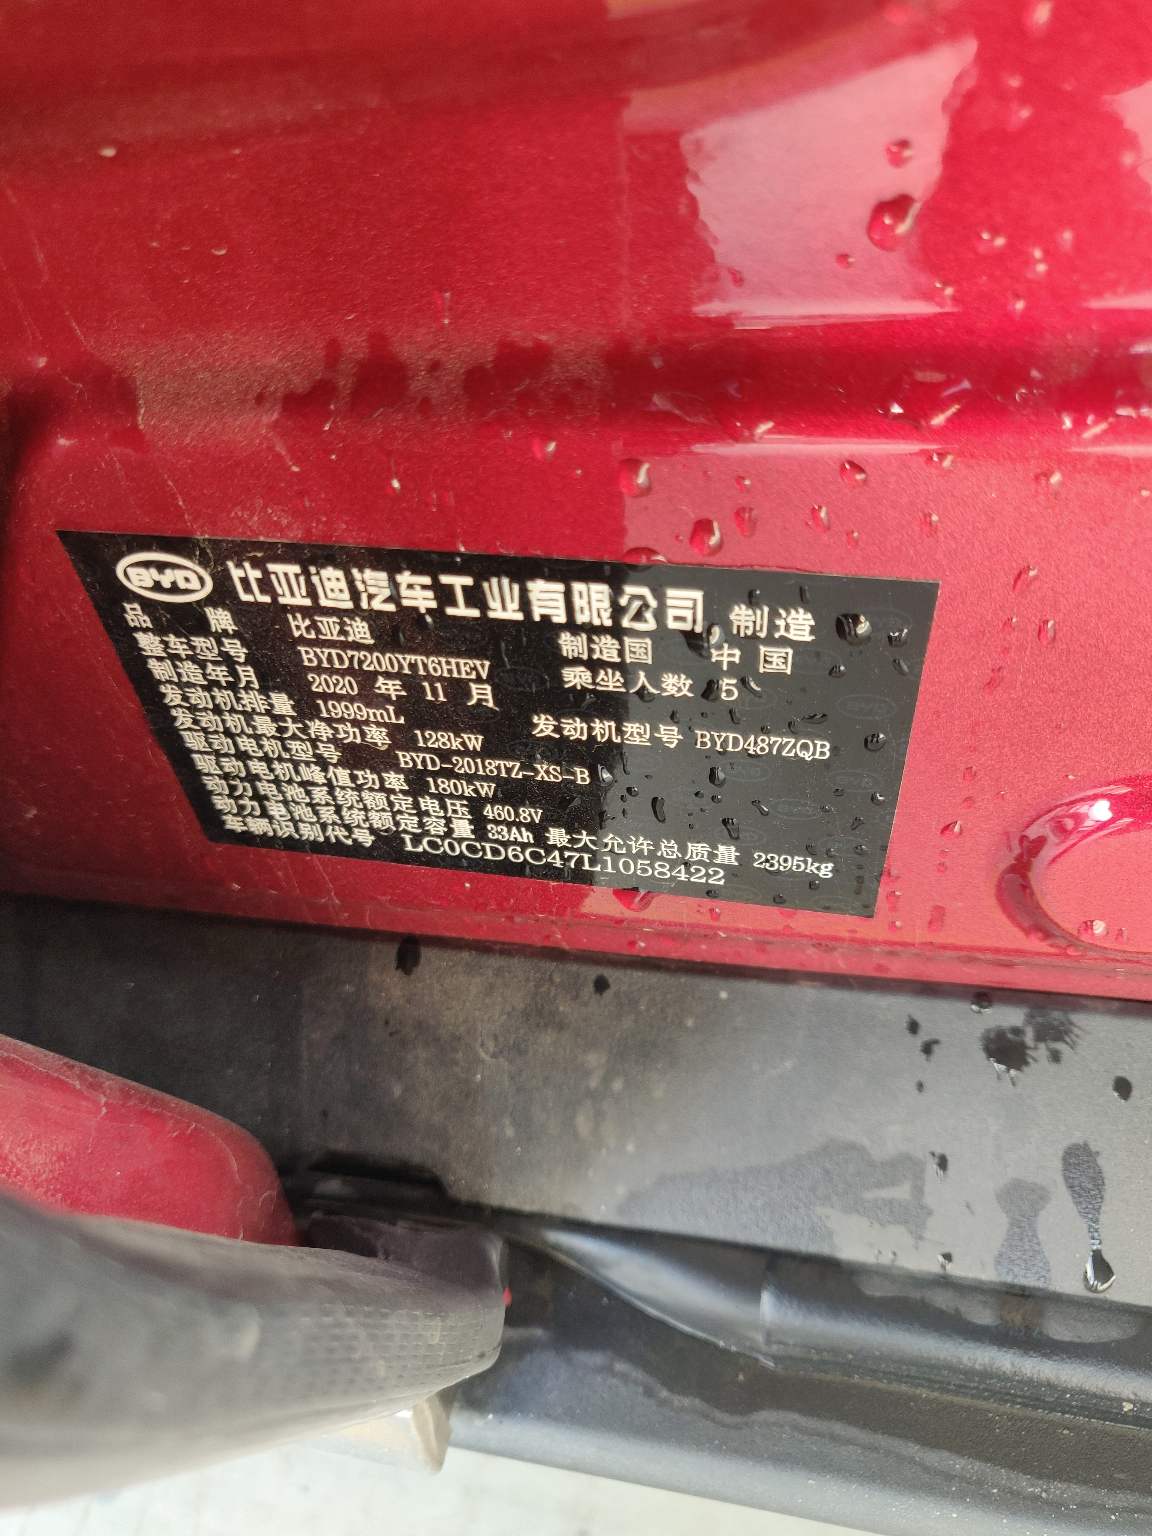 BYD 比亚迪汽车工业有限公司 制造
品牌 比亚迪 制造国 中国
整车型号 BYD7200YT6HEV 乘坐人数 5
制造年月 2020 年 11 月
发动机排量 1999mL 发动机型号 BYD487ZQB
发动机最大净功率 128kW
驱动电机型号 BYD-2018TZ-XS-B
驱动电机峰值功率 180kW
动力电池系统额定电压 460.8V
动力电池系统额定容量 33Ah 最大允许总质量 2395kg
车辆识别代号 LC0CD6C47L1058422